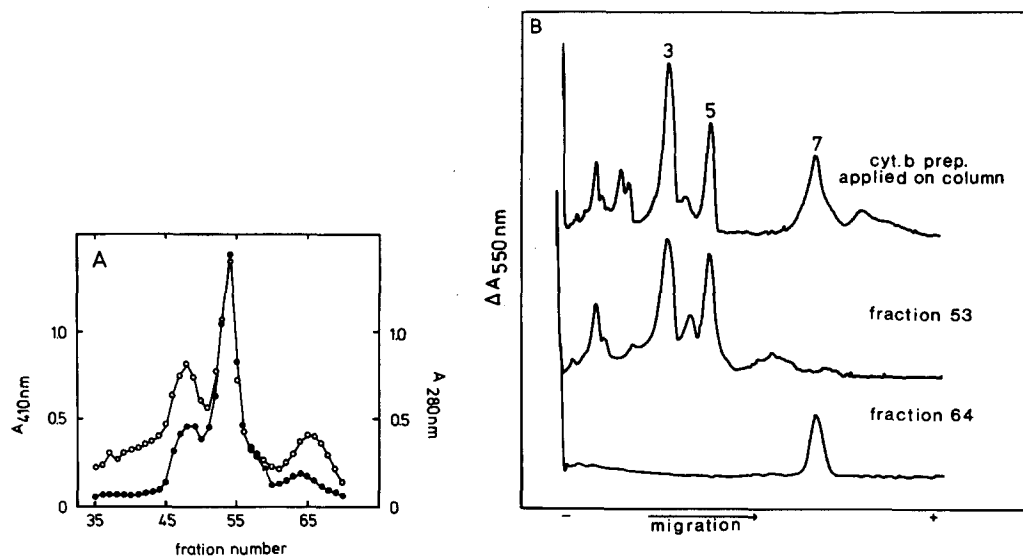 A
1.0
0.5
0
A410nm
1.0
0.5
0
A 280nm
35
45
55
65
fration number
B
3
5
7
cyt.b prep.
applied on column
fraction 53
fraction 64
ΔA550nm
−
migration
+